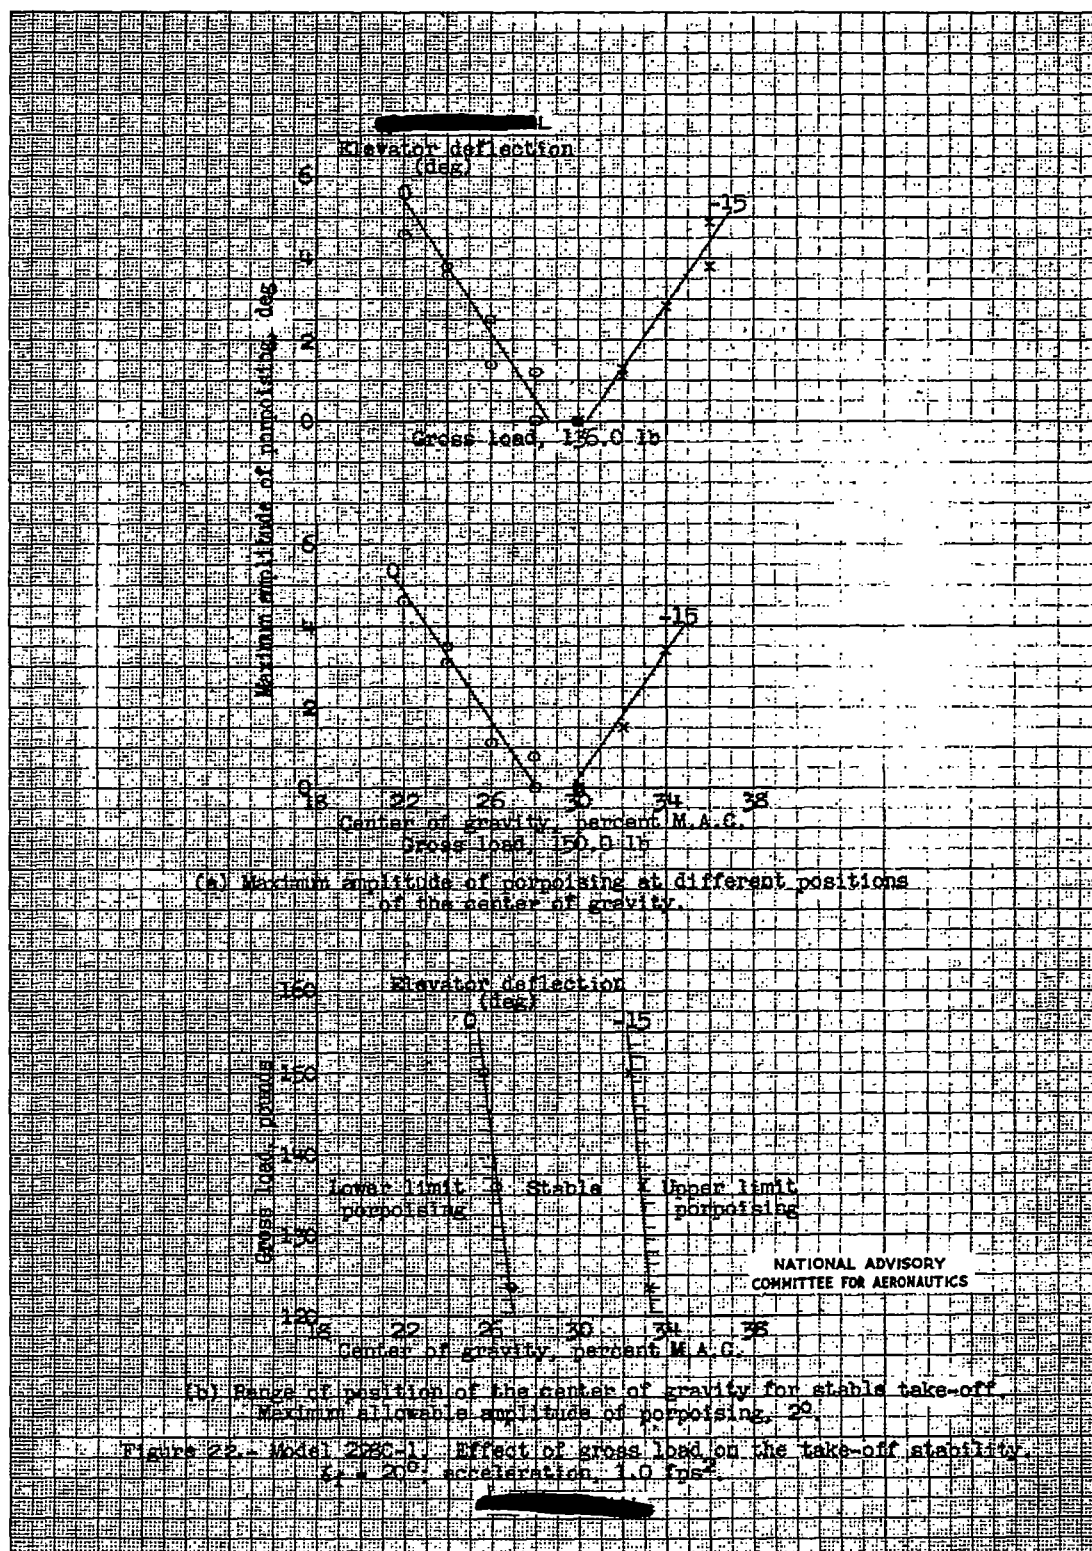 Elevator deflection
(deg)
6
0
-15
4
2
0
Maximum amplitude of porpoising, deg
Gross load, 136.0 lb
6
0
4
-15
2
0
18 22 26 30 34 38
Center of gravity, percent M.A.C.
Gross load, 150.0 lb
(a) Maximum amplitude of porpoising at different positions
of the center of gravity.
Elevator deflection
(deg)
160
0
-15
150
140
Gross load, pounds
Lower limit
porpoising
Stable
Upper limit
porpoising
130
NATIONAL ADVISORY
COMMITTEE FOR AERONAUTICS
120
18 22 26 30 34 38
Center of gravity, percent M.A.C.
(b) Range of position of the center of gravity for stable take-off.
Maximum allowable amplitude of porpoising, 2°.
Figure 22.- Model 228C-1. Effect of gross load on the take-off stability.
= 20°; acceleration, 1.0 fps²